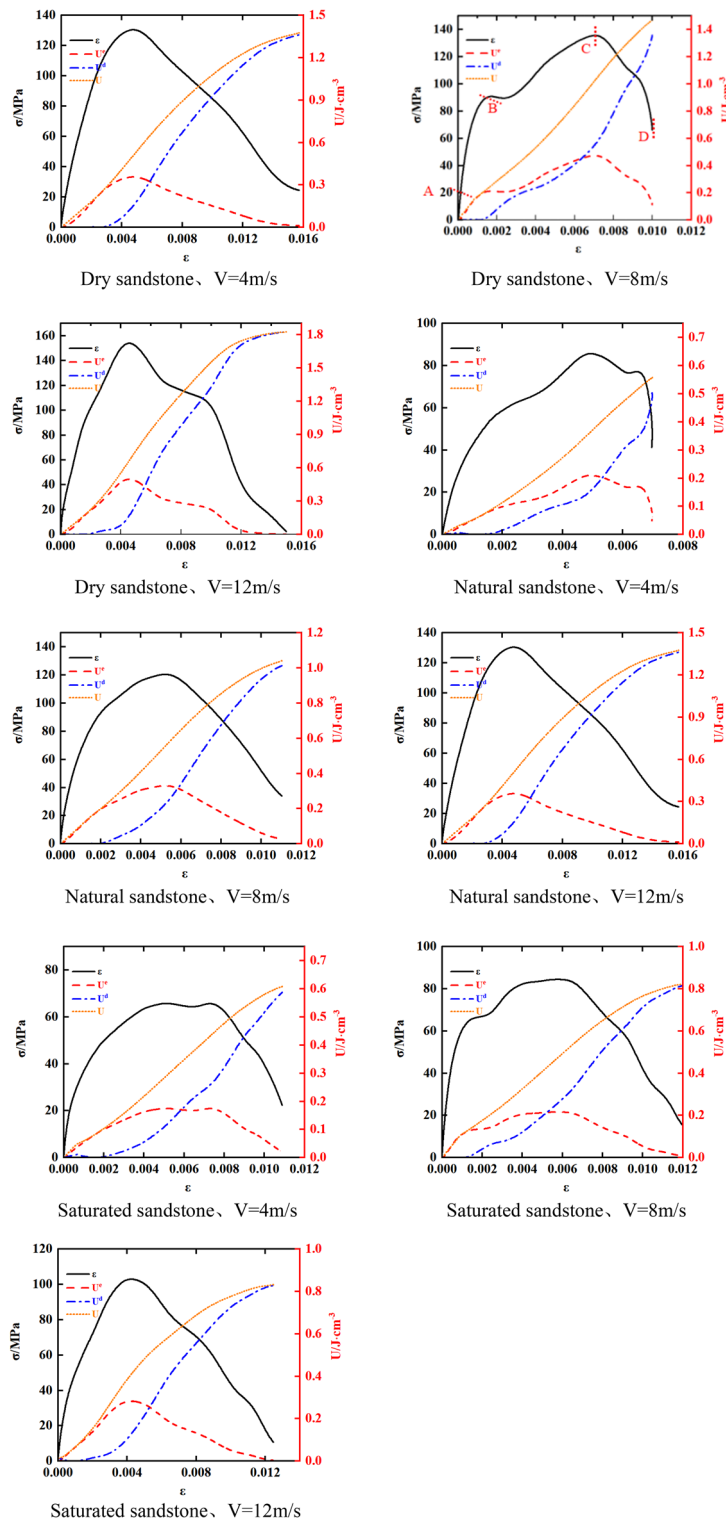 140
120
100
80
60
40
20
0
σ/MPa
ε
Uᵉ
Uᵈ
U
1.5
1.2
0.9
0.6
0.3
0.0
U/J·cm⁻³
0.000 0.004 0.008 0.012 0.016
ε
Dry sandstone、V=4m/s
140
120
100
80
60
40
20
0
σ/MPa
ε
Uᵉ
Uᵈ
U
A
B
C
D
1.4
1.2
1.0
0.8
0.6
0.4
0.2
0.0
U/J·cm⁻³
0.000 0.002 0.004 0.006 0.008 0.010 0.012
ε
Dry sandstone、V=8m/s
160
140
120
100
80
60
40
20
0
σ/MPa
ε
Uᵉ
Uᵈ
U
1.8
1.5
1.2
0.9
0.6
0.3
0.0
U/J·cm⁻³
0.000 0.004 0.008 0.012 0.016
ε
Dry sandstone、V=12m/s
100
80
60
40
20
0
σ/MPa
ε
Uᵉ
Uᵈ
U
0.7
0.6
0.5
0.4
0.3
0.2
0.1
0.0
U/J·cm⁻³
0.000 0.002 0.004 0.006 0.008
ε
Natural sandstone、V=4m/s
140
120
100
80
60
40
20
0
σ/MPa
ε
Uᵉ
Uᵈ
U
1.2
1.0
0.8
0.6
0.4
0.2
0.0
U/J·cm⁻³
0.000 0.002 0.004 0.006 0.008 0.010 0.012
ε
Natural sandstone、V=8m/s
140
120
100
80
60
40
20
0
σ/MPa
ε
Uᵉ
Uᵈ
U
1.5
1.2
0.9
0.6
0.3
0.0
U/J·cm⁻³
0.000 0.004 0.008 0.012 0.016
ε
Natural sandstone、V=12m/s
80
60
40
20
0
σ/MPa
ε
Uᵉ
Uᵈ
U
0.7
0.6
0.5
0.4
0.3
0.2
0.1
0.0
U/J·cm⁻³
0.000 0.002 0.004 0.006 0.008 0.010
ε
Saturated sandstone、V=4m/s
100
80
60
40
20
0
σ/MPa
ε
Uᵉ
Uᵈ
U
1.0
0.8
0.6
0.4
0.2
0.0
U/J·cm⁻³
0.000 0.002 0.004 0.006 0.008 0.010 0.012
ε
Saturated sandstone、V=8m/s
120
100
80
60
40
20
0
σ/MPa
ε
Uᵉ
Uᵈ
U
1.0
0.8
0.6
0.4
0.2
0.0
U/J·cm⁻³
0.000 0.004 0.008 0.012
ε
Saturated sandstone、V=12m/s